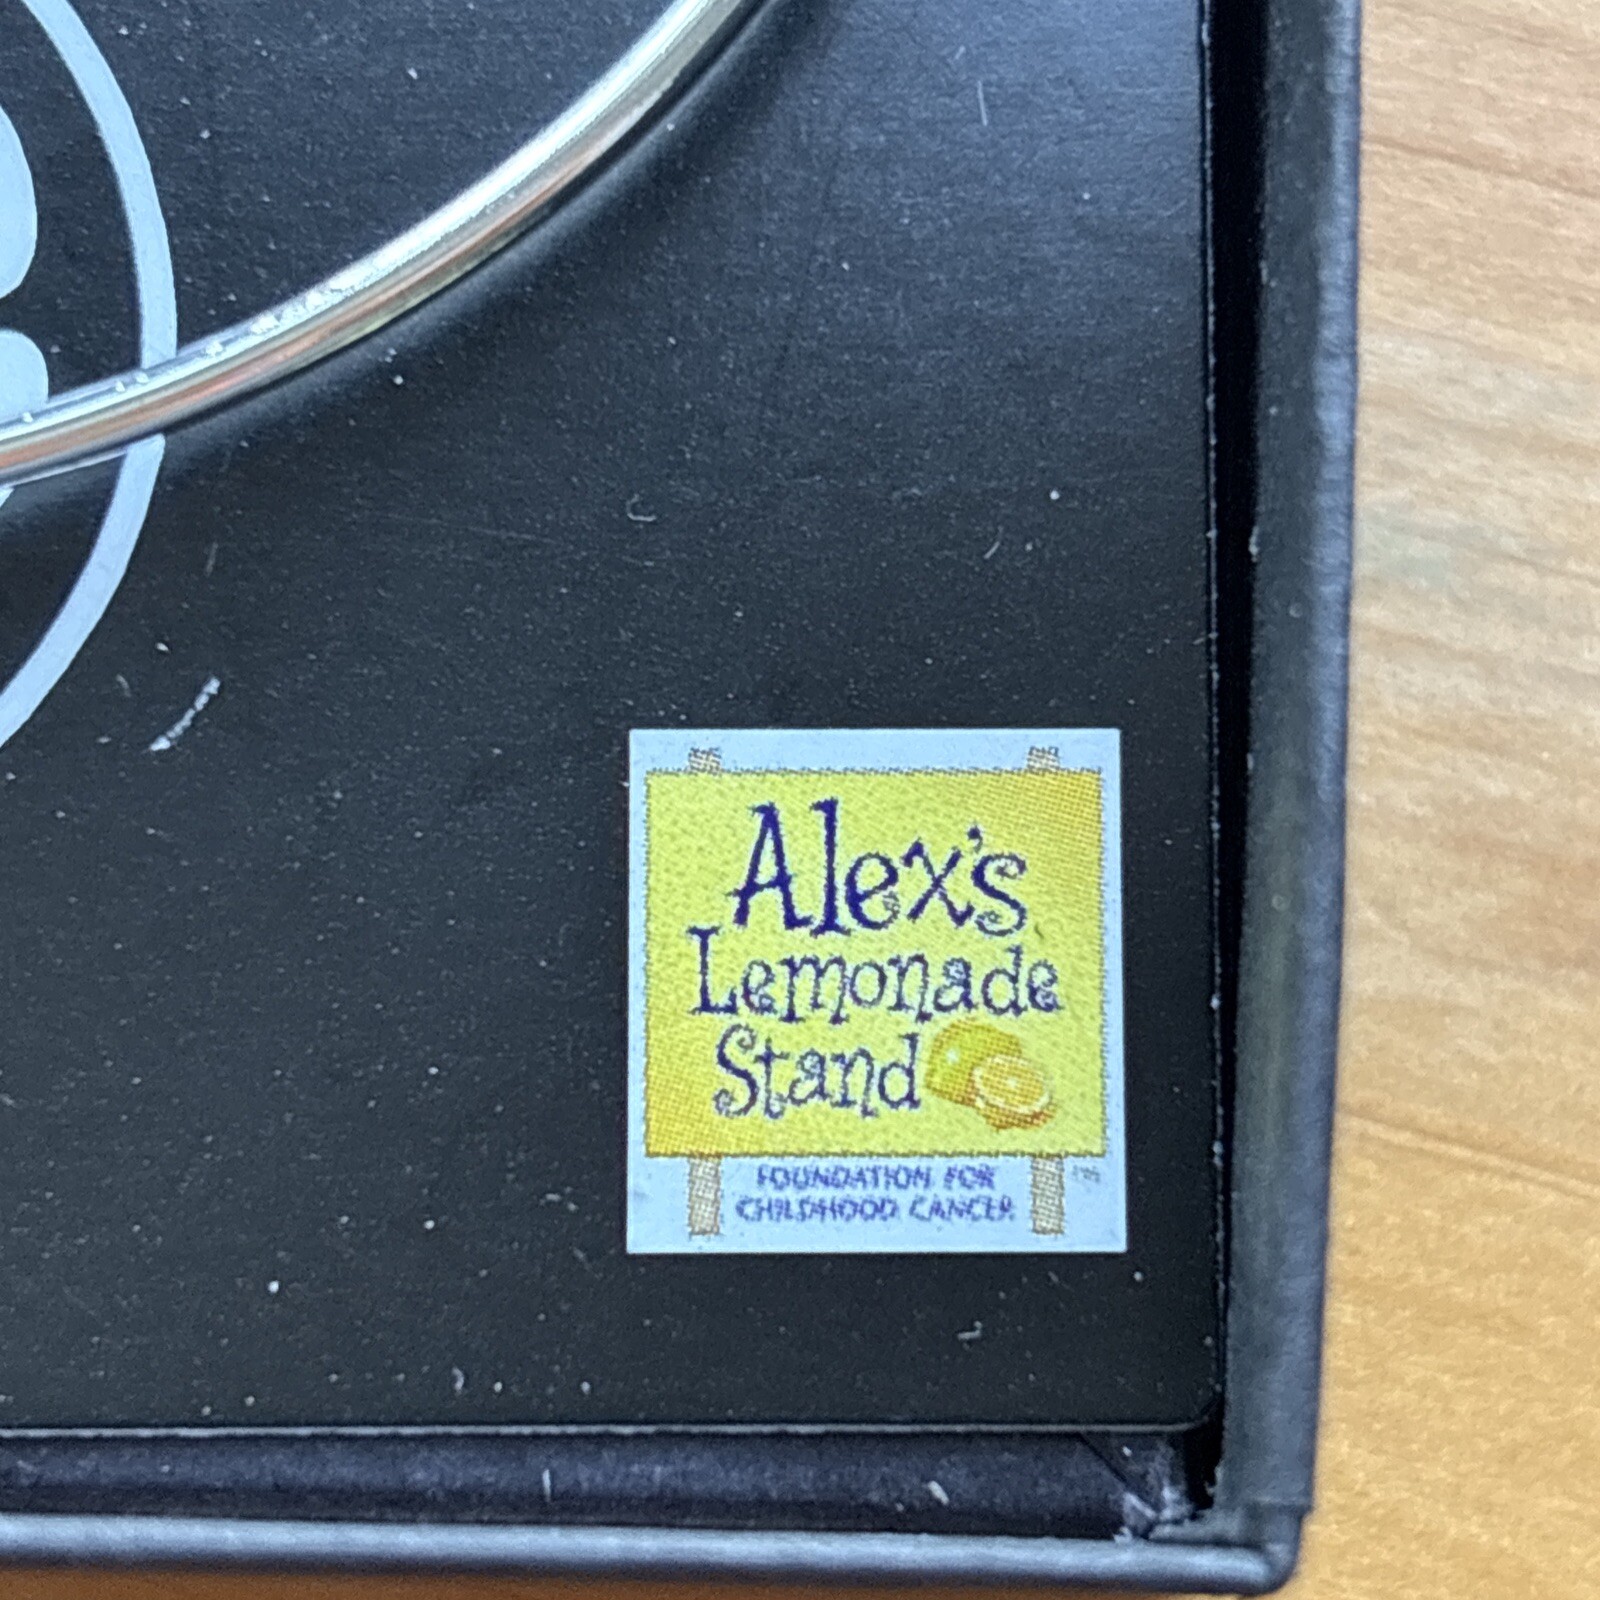 Alex's
Lemonade
Stand
FOUNDATION FOR
CHILDHOOD CANCER